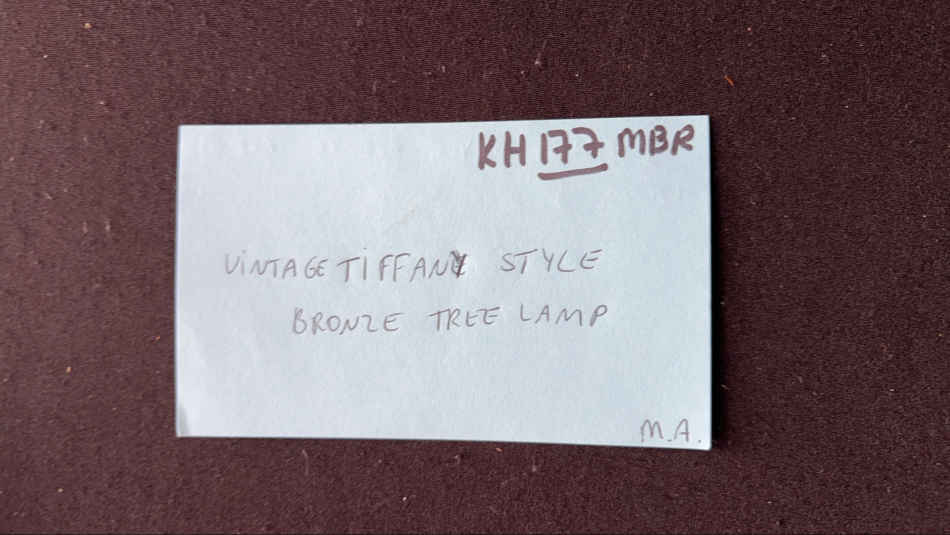 KH 177 MBR
ViNTAGE TiFFANY STYLE
BRONZE TREE LAMP
M.A.